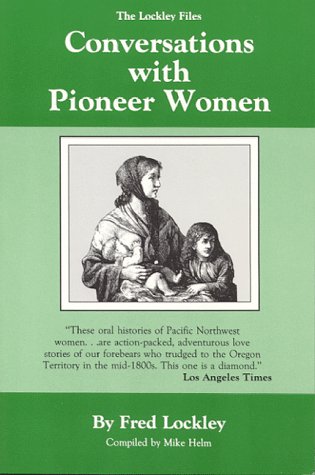 The Lockley Files
Conversations
with
Pioneer Women
"These oral histories of Pacific Northwest
women. . .are action-packed, adventurous love
stories of our forebears who trudged to the Oregon
Territory in the mid-1800s. This one is a diamond."
Los Angeles Times
By Fred Lockley
Compiled by Mike Helm